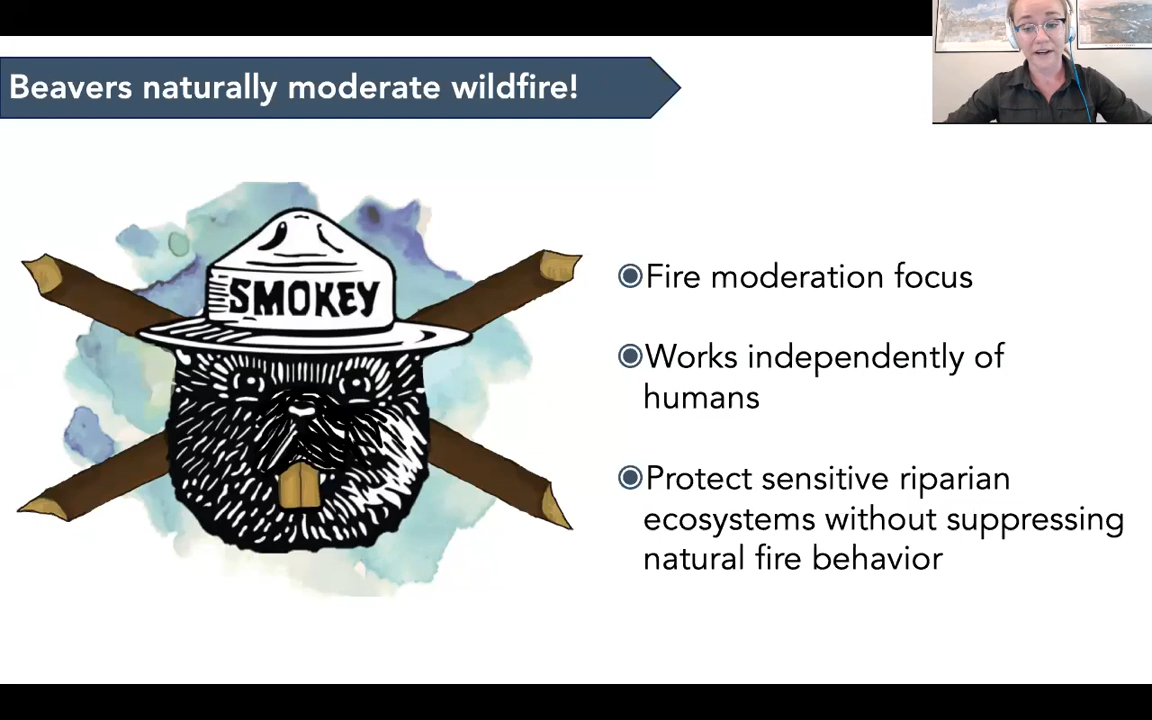 Beavers naturally moderate wildfire!
SMOKEY
Fire moderation focus
Works independently of
humans
Protect sensitive riparian
ecosystems without suppressing
natural fire behavior